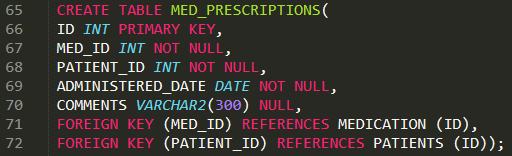 65 CREATE TABLE MED_PRESCRIPTIONS(
66 ID INT PRIMARY KEY,
67 MED_ID INT NOT NULL,
68 PATIENT_ID INT NOT NULL,
69 ADMINISTERED_DATE DATE NOT NULL,
70 COMMENTS VARCHAR2(300) NULL,
71 FOREIGN KEY (MED_ID) REFERENCES MEDICATION (ID),
72 FOREIGN KEY (PATIENT_ID) REFERENCES PATIENTS (ID));